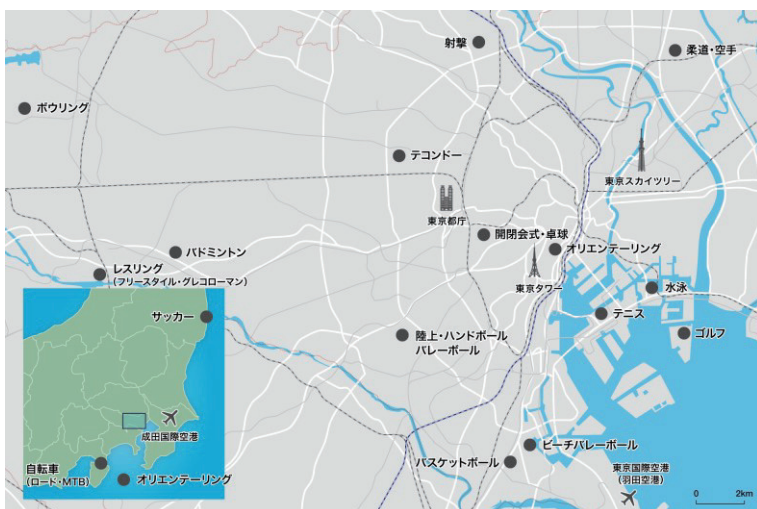 射撃
柔道・空手
ボウリング
テコンドー
東京スカイツリー
東京都庁
開閉会式・卓球
オリエンテーリング
バドミントン
レスリング
(フリースタイル・グレコローマン)
東京タワー
水泳
テニス
サッカー
陸上・ハンドボール
バレーボール
ゴルフ
成田国際空港
ビーチバレーボール
バスケットボール
自転車
(ロード・MTB)
オリエンテーリング
東京国際空港
(羽田空港)
0 2km